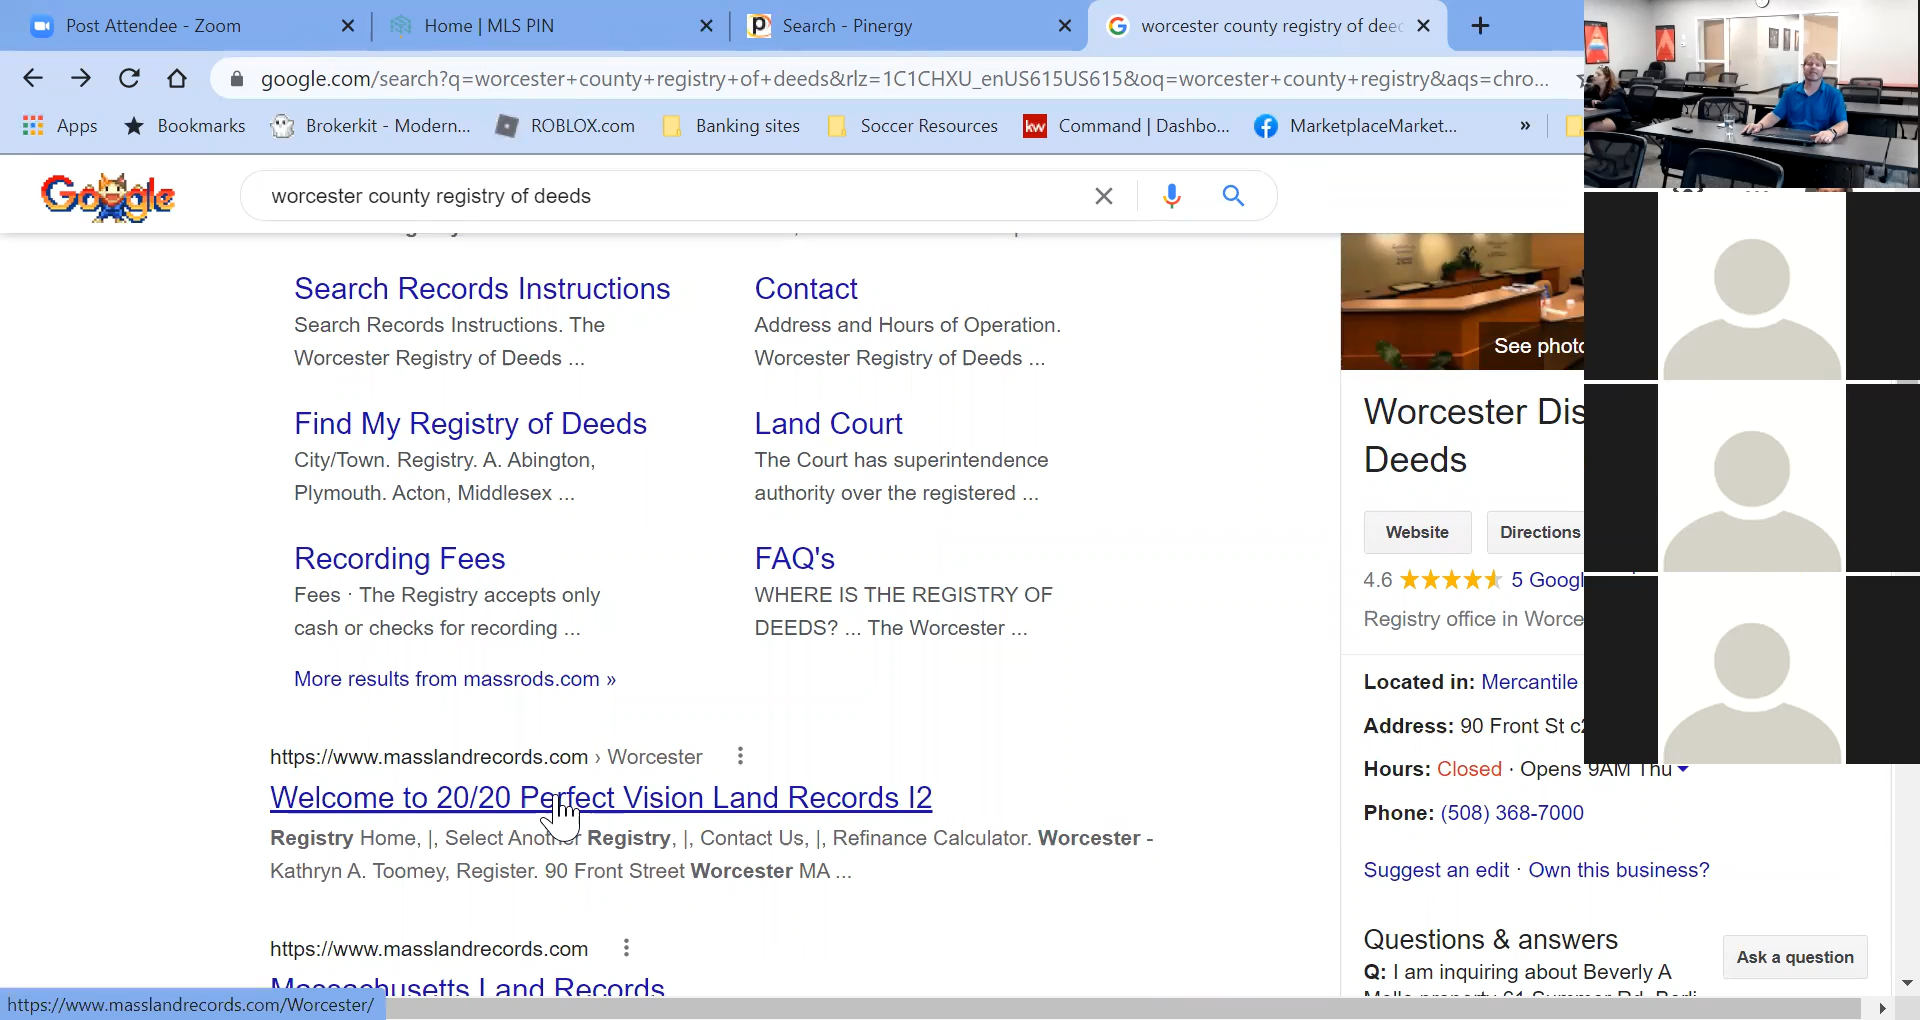 Post Attendee - Zoom
Home | MLS PIN
Search - Pinergy
worcester county registry of dee
google.com/search?q=worcester+county+registry+of+deeds&rlz=1C1CHXU_enUS615US615&oq=worcester+county+registry&aqs=chro...
Apps
Bookmarks
Brokerkit - Modern...
ROBLOX.com
Banking sites
Soccer Resources
kw
Command | Dashbo...
MarketplaceMarket...
»
Google
worcester county registry of deeds
Search Records Instructions
Search Records Instructions. The
Worcester Registry of Deeds ...
Contact
Address and Hours of Operation.
Worcester Registry of Deeds ...
Find My Registry of Deeds
City/Town. Registry. A. Abington,
Plymouth. Acton, Middlesex ...
Land Court
The Court has superintendence
authority over the registered ...
Recording Fees
Fees · The Registry accepts only
cash or checks for recording ...
FAQ's
WHERE IS THE REGISTRY OF
DEEDS? ... The Worcester ...
More results from massrods.com »
https://www.masslandrecords.com › Worcester
Welcome to 20/20 Perfect Vision Land Records I2
Registry Home, |, Select Another Registry, |, Contact Us, |, Refinance Calculator. Worcester -
Kathryn A. Toomey, Register. 90 Front Street Worcester MA ...
https://www.masslandrecords.com
Massachusetts Land Records
https://www.masslandrecords.com/Worcester/
See photo
Worcester Dis
Deeds
Website
Directions
4.6
5 Googl
Registry office in Worce
Located in: Mercantile
Address: 90 Front St
Hours: Closed · Opens 9AM Thu
Phone: (508) 368-7000
Suggest an edit · Own this business?
Questions & answers
Ask a question
Q: I am inquiring about Beverly A